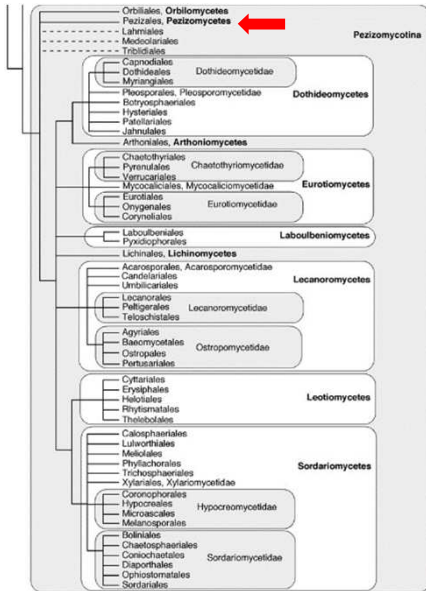 Orbiliales, Orbilomycetes
Pezizales, Pezizomycetes
Pezizomycotina
Lahmiales
Medeolariales
Triblidiales
Capnodiales
Dothideales
Dothideomycetidae
Myriangiales
Pleosporales, Pleosporomycetidae
Dothideomycetes
Botryosphaeriales
Hysteriales
Patellariales
Jahnulales
Arthoniales, Arthoniomycetes
Chaetothyriales
Pyrenulales
Chaetothyriomycetidae
Verrucariales
Mycocaliciales, Mycocaliciomycetidae
Eurotiomycetes
Eurotiales
Onygenales
Eurotiomycetidae
Coryneliales
Laboulbeniales
Laboulbeniomycetes
Pyxidiophorales
Lichinales, Lichinomycetes
Acarosporales, Acarosporomycetidae
Candelariales
Lecanoromycetes
Umbilicariales
Lecanorales
Peltigerales
Lecanoromycetidae
Teloschistales
Agyriales
Baeomycetales
Ostropomycetidae
Ostropales
Pertusariales
Cyttariales
Erysiphales
Helotiales
Leotiomycetes
Rhytismatales
Thelebolales
Calosphaeriales
Lulworthiales
Meliolales
Phyllachorales
Sordariomycetes
Trichosphaeriales
Xylariales, Xylariomycetidae
Coronophorales
Hypocreales
Hypocreomycetidae
Microascales
Melanosporales
Boliniales
Chaetosphaeriales
Coniochaetales
Sordariomycetidae
Diaporthales
Ophiostomatales
Sordariales